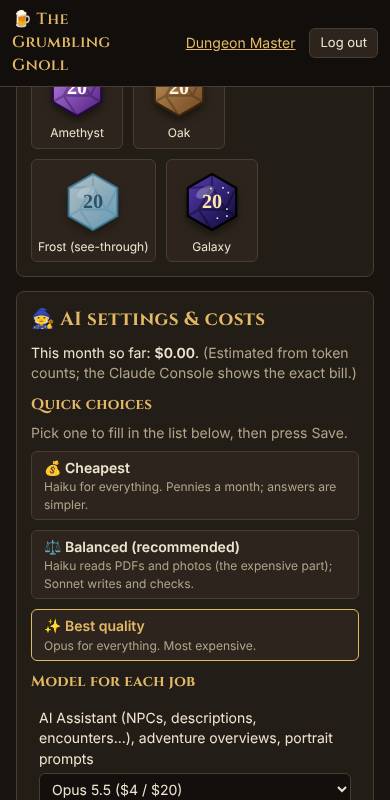 🍺 The
Grumbling
Gnoll
Dungeon Master
Log out
20
20
Amethyst
Oak
20
20
Frost (see-through)
Galaxy
🧙 AI settings & costs
This month so far: $0.00. (Estimated from token
counts; the Claude Console shows the exact bill.)
Quick choices
Pick one to fill in the list below, then press Save.
💰 Cheapest
Haiku for everything. Pennies a month; answers are
simpler.
⚖️ Balanced (recommended)
Haiku reads PDFs and photos (the expensive part);
Sonnet writes and checks.
✨ Best quality
Opus for everything. Most expensive.
Model for each job
AI Assistant (NPCs, descriptions,
encounters…), adventure overviews, portrait
prompts
Opus 5.5 ($4 / $20)